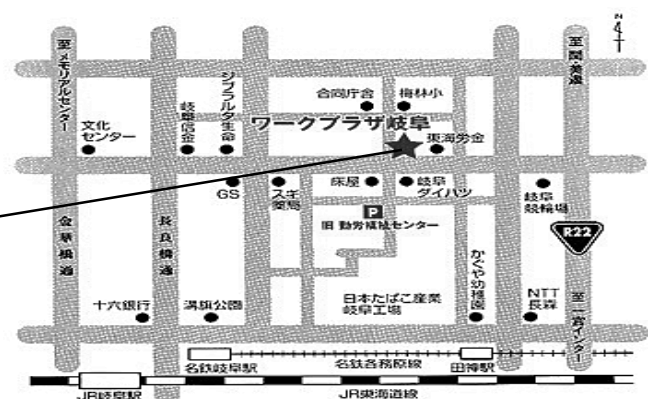 N
至メモリアルセンター
ジブラルタ生命
至関・美濃
合同庁舎
梅林小
岐阜信金
ワークプラザ岐阜
文化
センター
東海労金
GS
スギ
薬局
床屋
岐阜
ダイハツ
岐阜
競輪場
P
旧 勤労福祉センター
R22
金華橋通
長良橋通
かぐや幼稚園
日本たばこ産業
岐阜工場
十六銀行
溝旗公園
NTT
長森
至一宮インター
名鉄岐阜駅
名鉄各務原線
田神駅
JR岐阜駅
JR東海道線